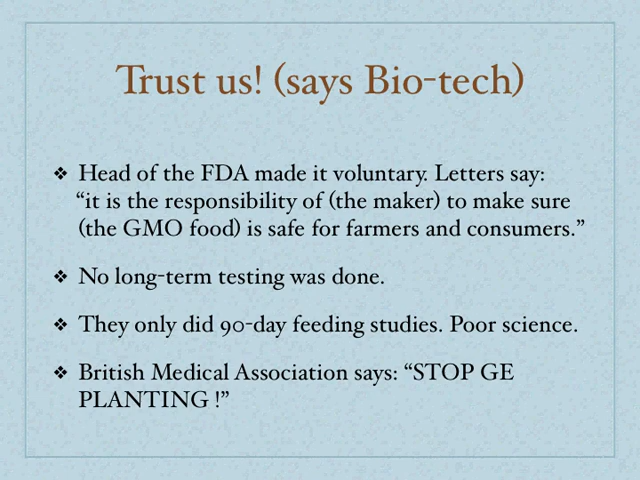 Trust us! (says Bio-tech)
❖ Head of the FDA made it voluntary. Letters say:
“it is the responsibility of (the maker) to make sure
(the GMO food) is safe for farmers and consumers.”
❖ No long-term testing was done.
❖ They only did 90-day feeding studies. Poor science.
❖ British Medical Association says: “STOP GE
PLANTING !”